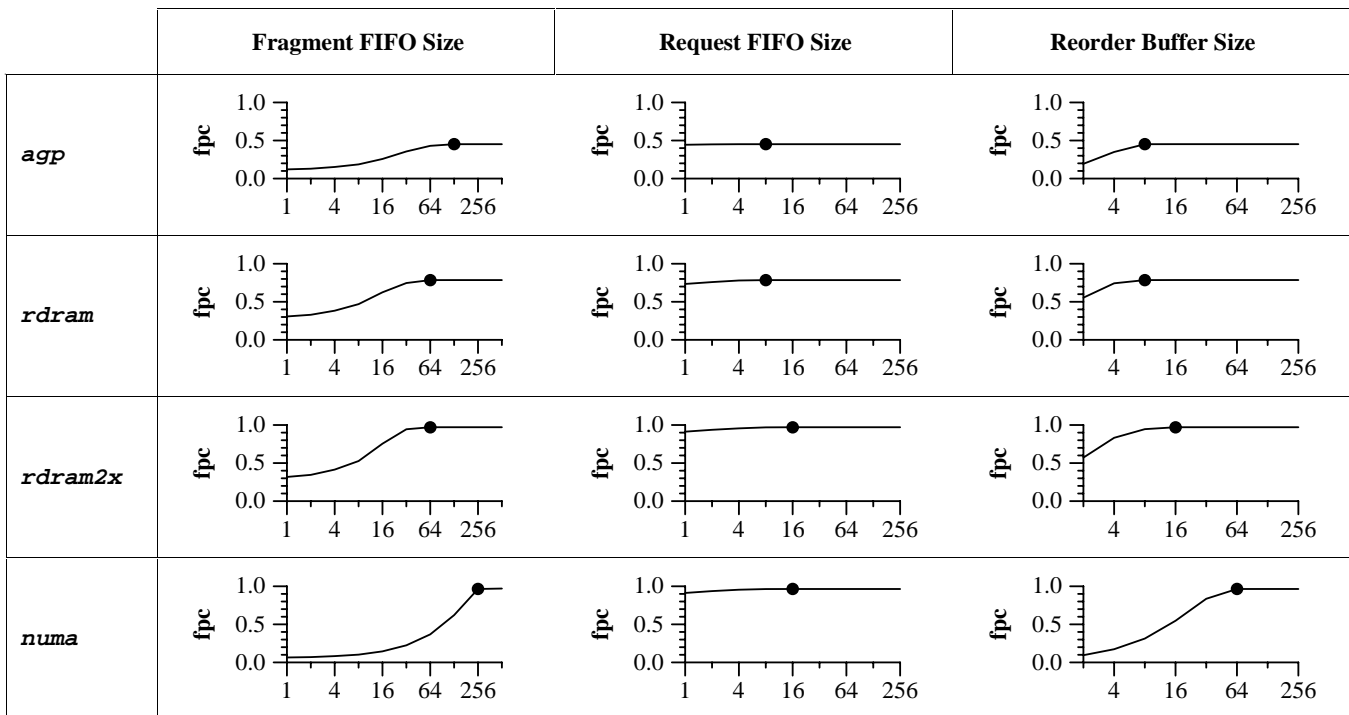 Fragment FIFO Size Request FIFO Size Reorder Buffer Size
agp
fpc 1.0 0.5 0.0 fpc 1.0 0.5 0.0 fpc 1.0 0.5 0.0
1 4 16 64 256 1 4 16 64 256 4 16 64 256
rdram
fpc 1.0 0.5 0.0 fpc 1.0 0.5 0.0 fpc 1.0 0.5 0.0
1 4 16 64 256 1 4 16 64 256 4 16 64 256
rdram2x
fpc 1.0 0.5 0.0 fpc 1.0 0.5 0.0 fpc 1.0 0.5 0.0
1 4 16 64 256 1 4 16 64 256 4 16 64 256
numa
fpc 1.0 0.5 0.0 fpc 1.0 0.5 0.0 fpc 1.0 0.5 0.0
1 4 16 64 256 1 4 16 64 256 4 16 64 256